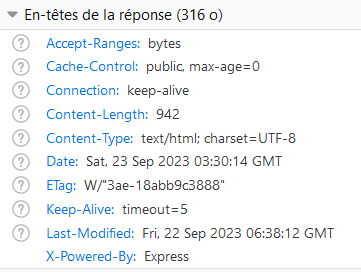 En-têtes de la réponse (316 o)
Accept-Ranges: bytes
Cache-Control: public, max-age=0
Connection: keep-alive
Content-Length: 942
Content-Type: text/html; charset=UTF-8
Date: Sat, 23 Sep 2023 03:30:14 GMT
ETag: W/"3ae-18abb9c3888"
Keep-Alive: timeout=5
Last-Modified: Fri, 22 Sep 2023 06:38:12 GMT
X-Powered-By: Express